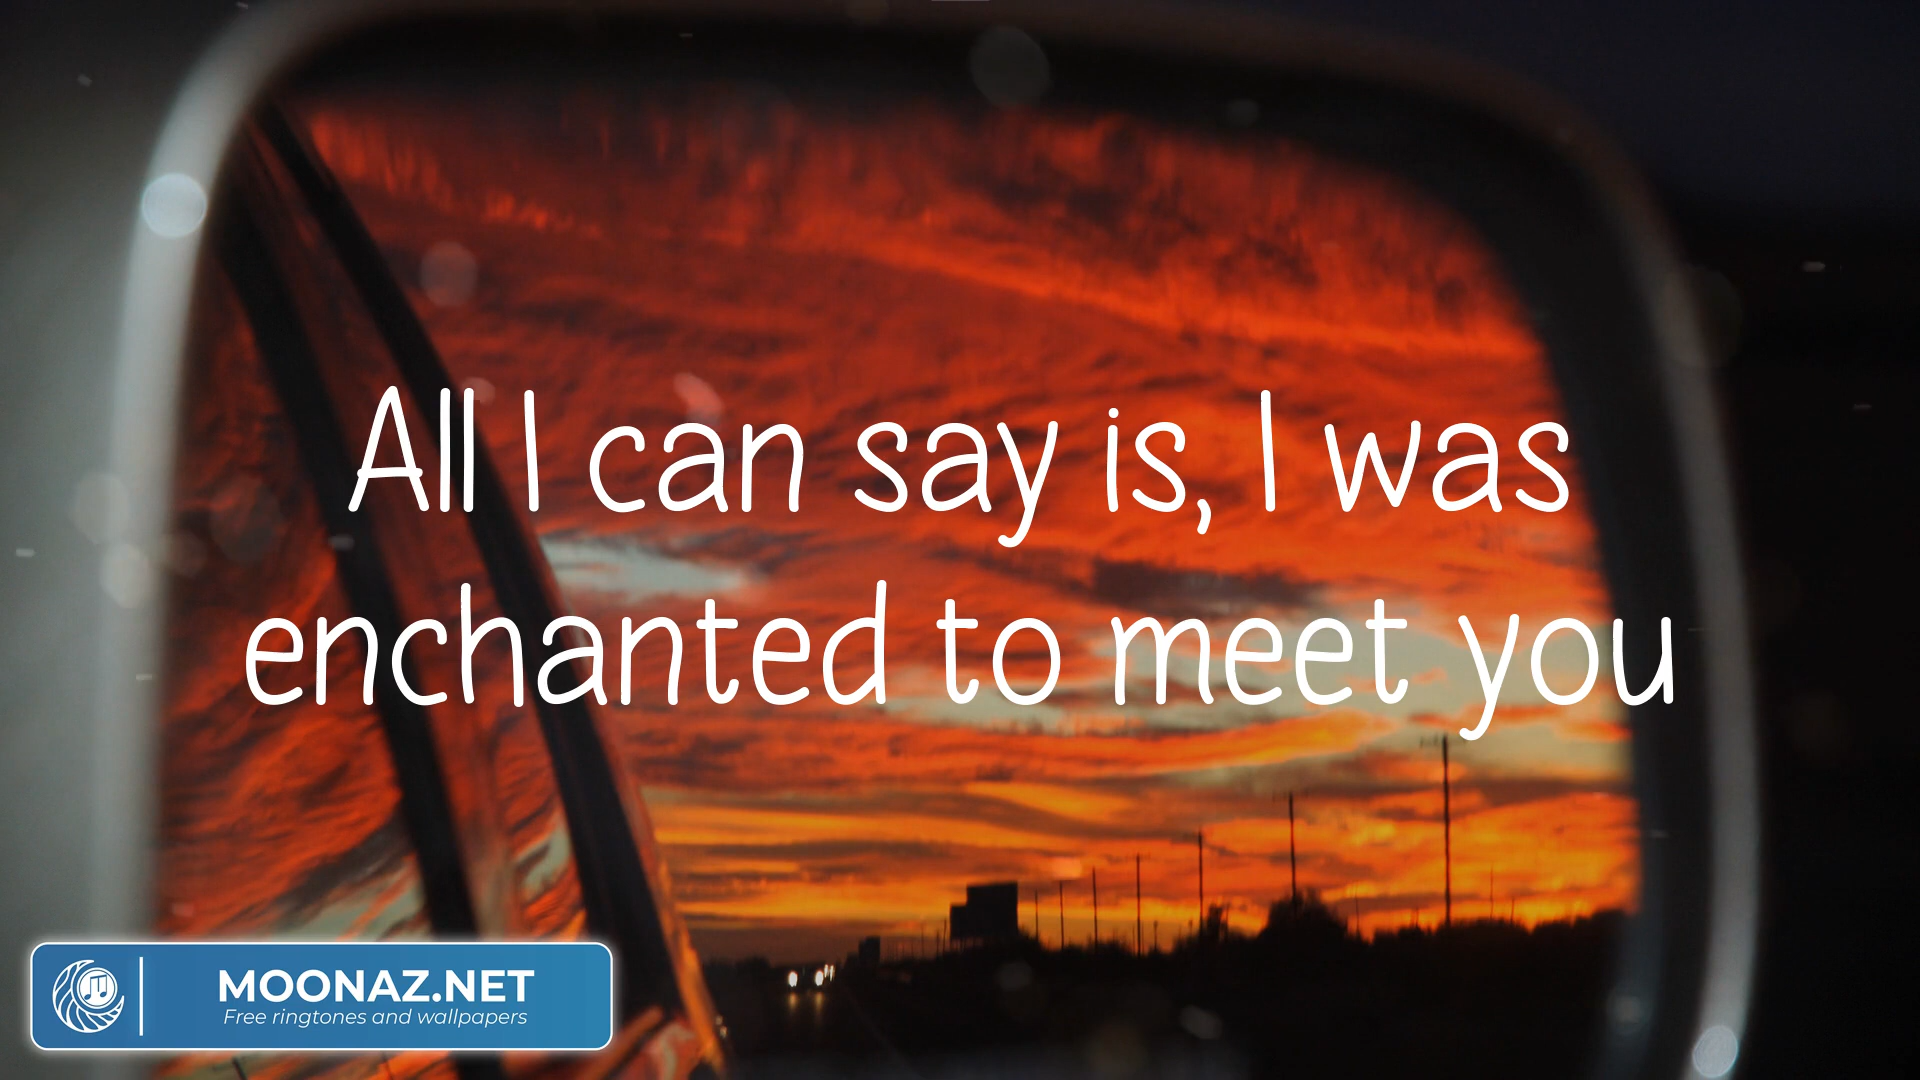 All I can say is, I was
enchanted to meet you
MOONAZ.NET
Free ringtones and wallpapers